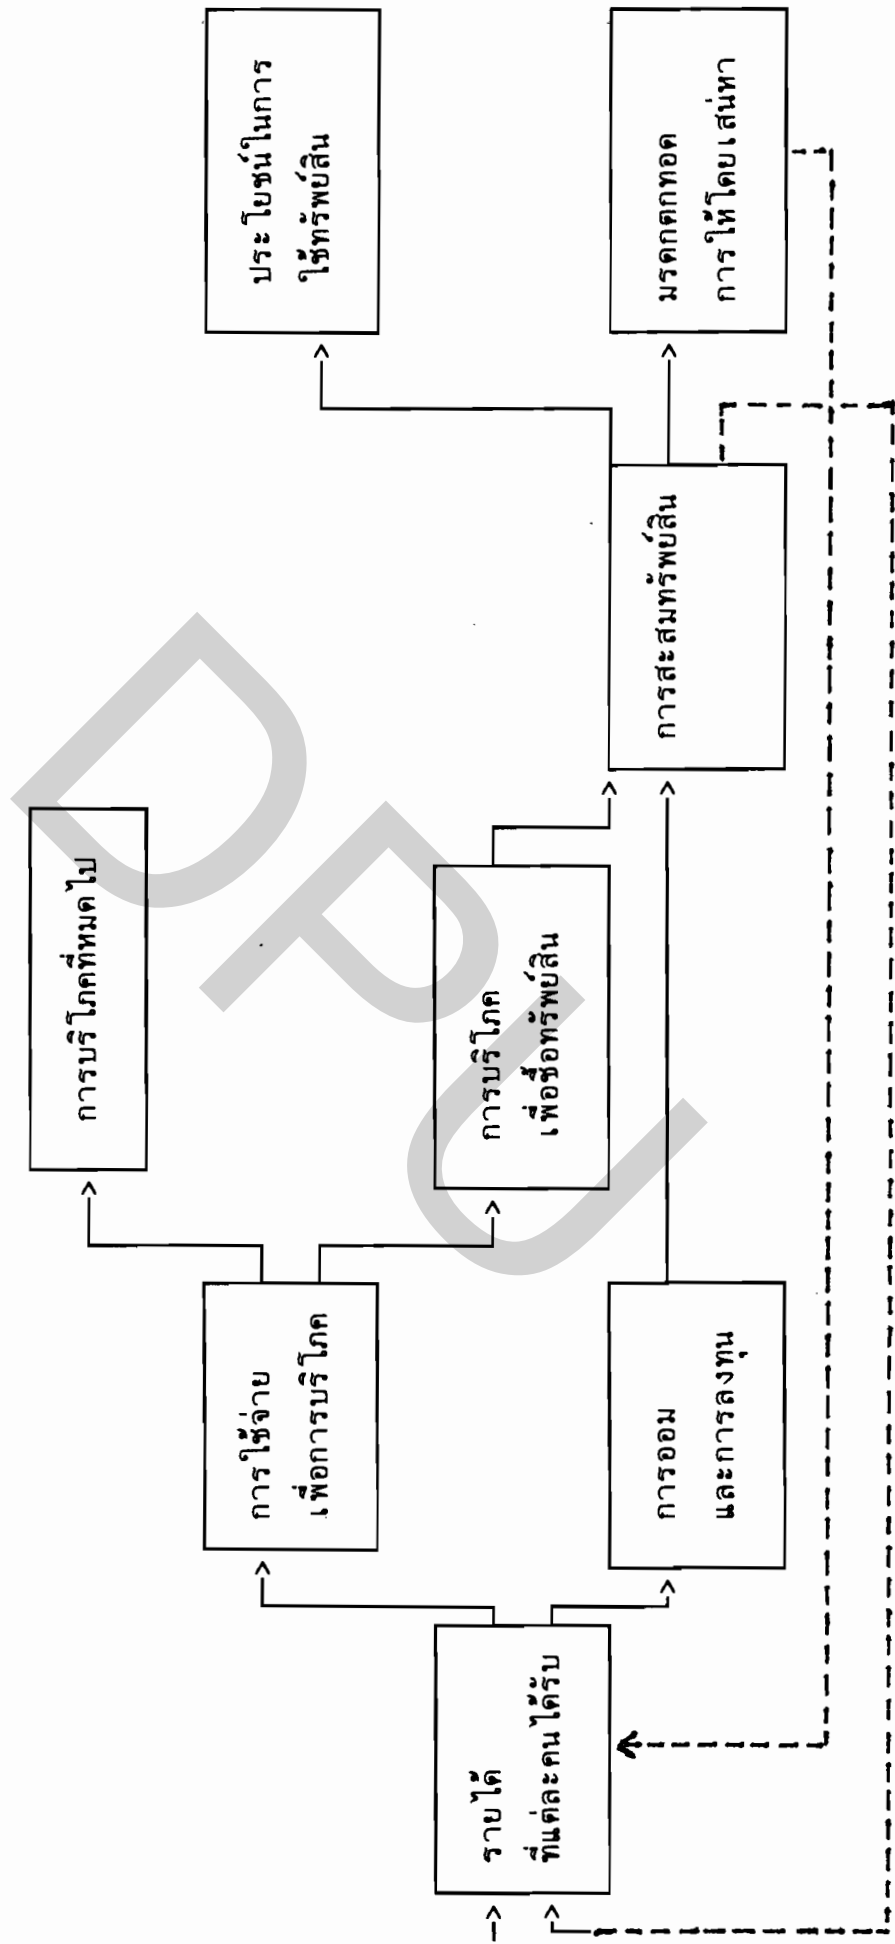 รายได้
ที่แต่ละคนได้รับ
การใช้จ่าย
เพื่อการบริโภค
การออม
และการลงทุน
การบริโภคที่หมดไป
การบริโภค
เพื่อซื้อทรัพย์สิน
การสะสมทรัพย์สิน
ประโยชน์ในการ
ใช้ทรัพย์สิน
มรดกตกทอด
การให้โดยเสน่หา
DPU